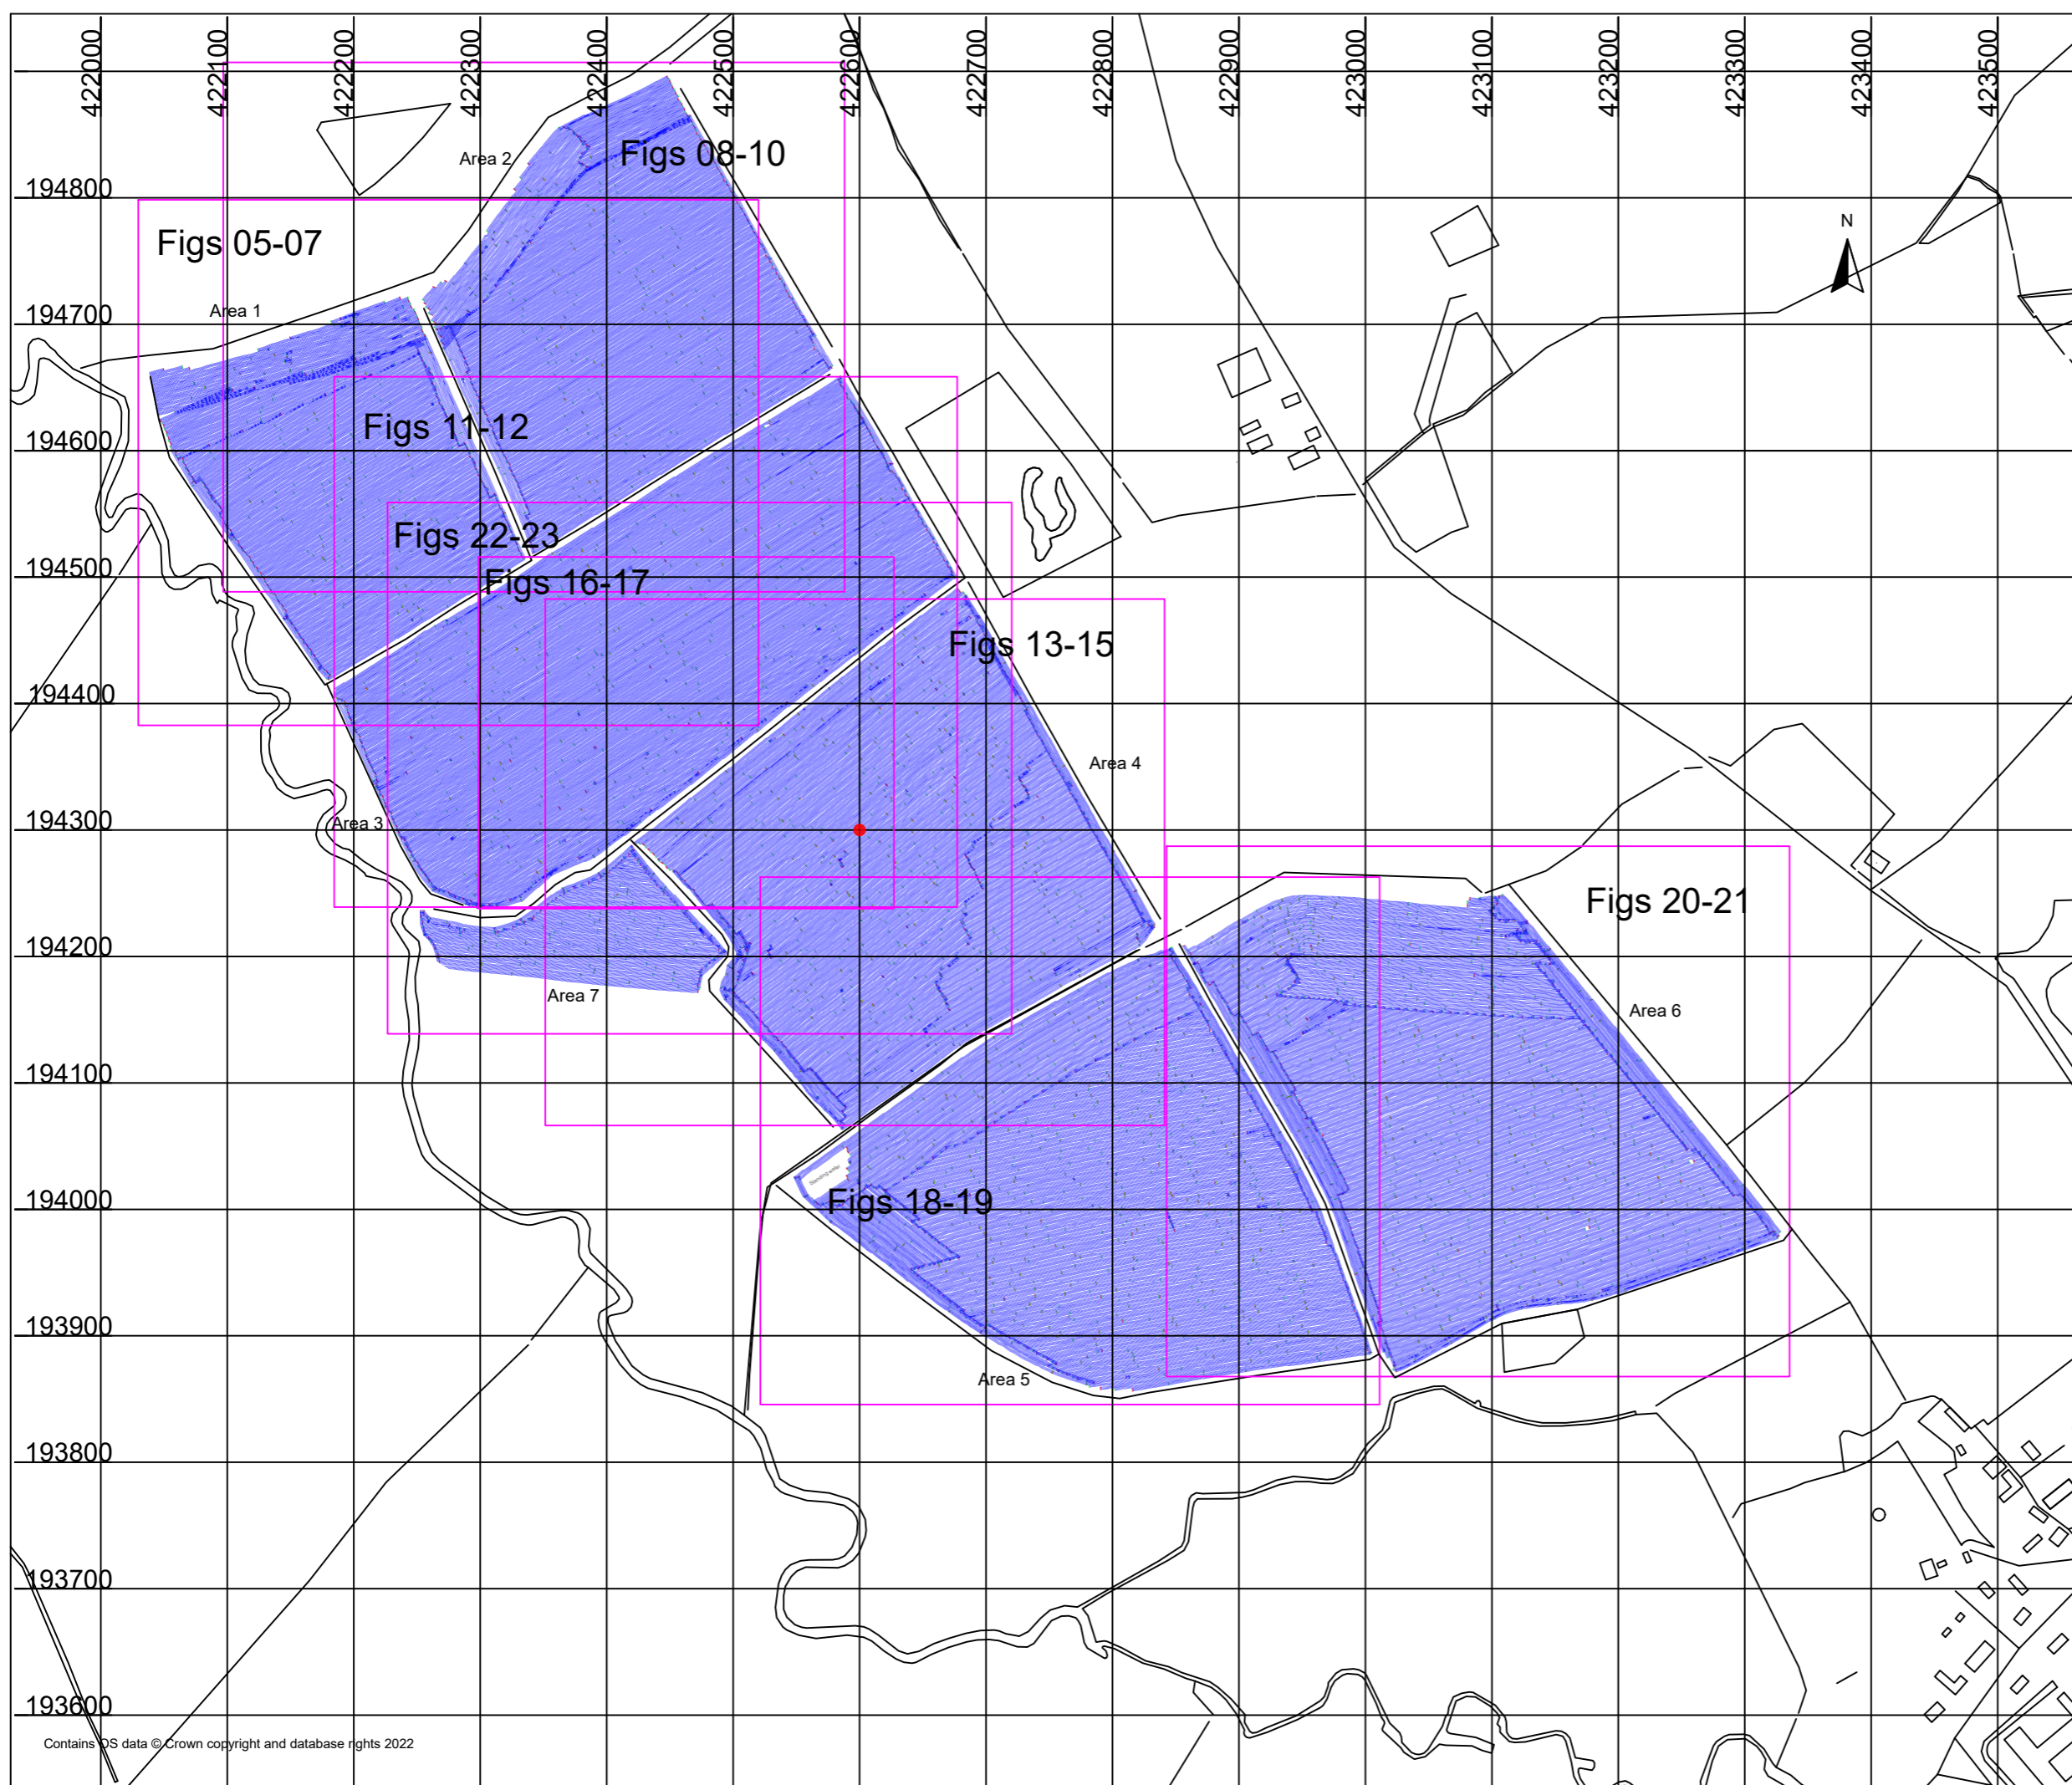 422000
422100
422200
422300
422400
422500
422600
422700
422800
422900
423000
423100
423200
423300
423400
423500
Figs 08-10
Area 2
194800
N
Figs 05-07
Area 1
194700
Figs 11-12
194600
Figs 22-23
194500
Figs 16-17
Figs 13-15
194400
Area 4
Area 3
194300
Figs 20-21
194200
Area 7
Area 6
194100
Standing water
194000
Figs 18-19
193900
Area 5
193800
193700
193600
Contains OS data © Crown copyright and database rights 2022